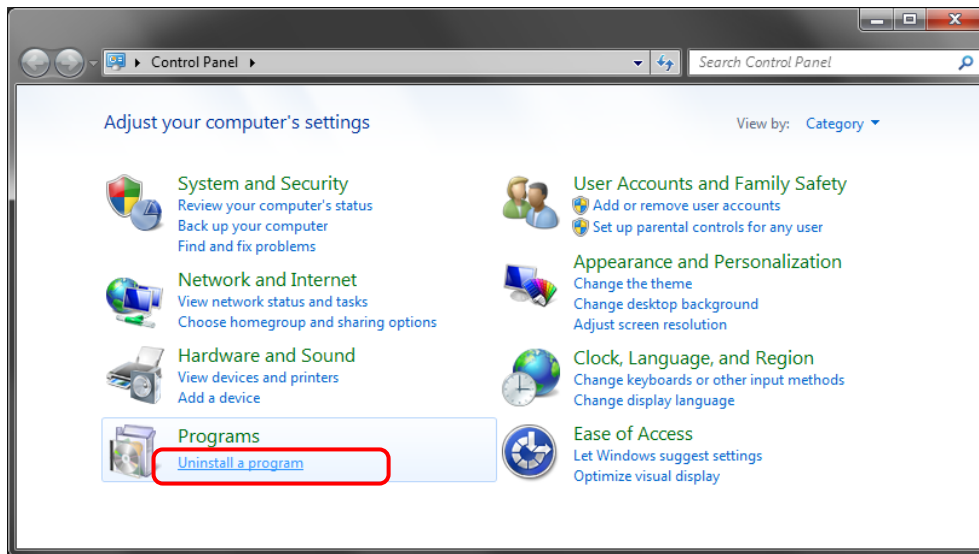 Control Panel
Search Control Panel
Adjust your computer's settings
View by: Category
System and Security
Review your computer's status
Back up your computer
Find and fix problems
Network and Internet
View network status and tasks
Choose homegroup and sharing options
Hardware and Sound
View devices and printers
Add a device
Programs
Uninstall a program
User Accounts and Family Safety
Add or remove user accounts
Set up parental controls for any user
Appearance and Personalization
Change the theme
Change desktop background
Adjust screen resolution
Clock, Language, and Region
Change keyboards or other input methods
Change display language
Ease of Access
Let Windows suggest settings
Optimize visual display